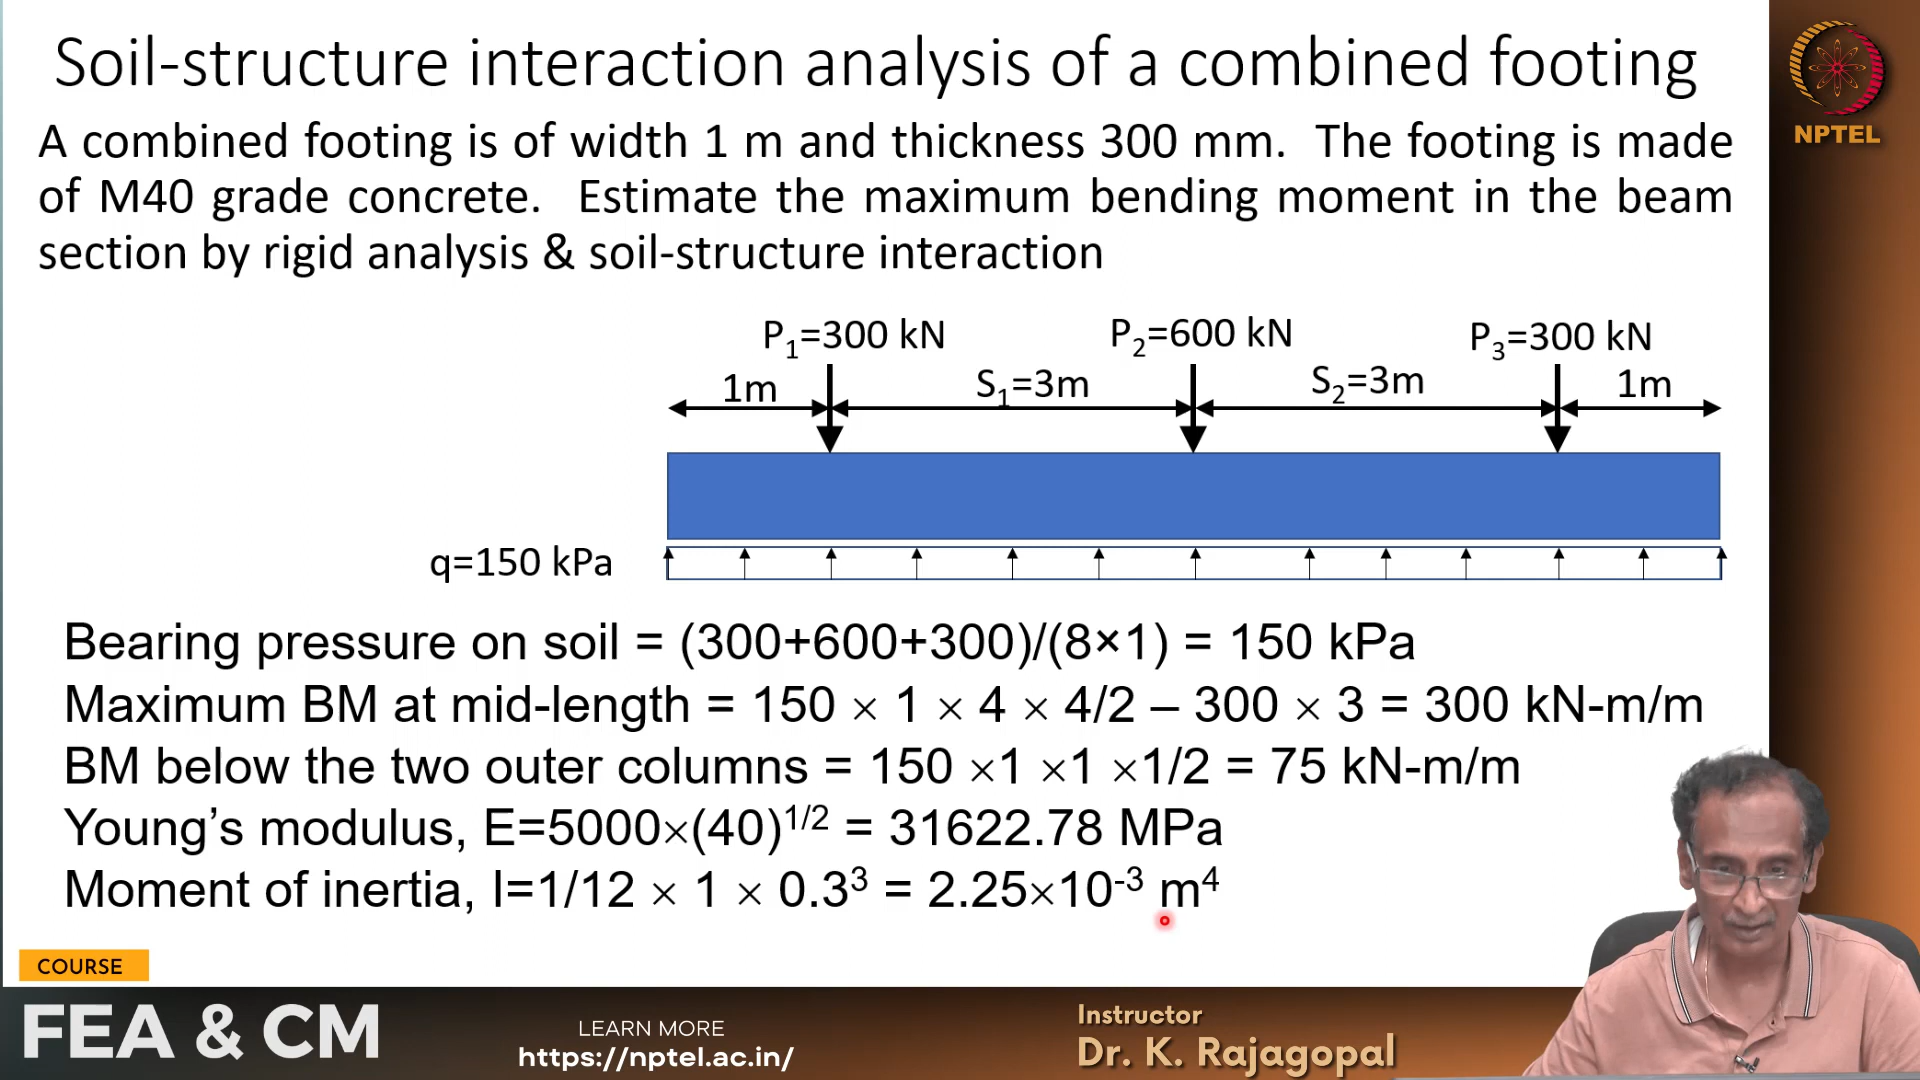 Soil-structure interaction analysis of a combined footing
NPTEL
A combined footing is of width 1 m and thickness 300 mm. The footing is made
of M40 grade concrete. Estimate the maximum bending moment in the beam
section by rigid analysis & soil-structure interaction
P₁=300 kN P₂=600 kN P₃=300 kN
1m S₁=3m S₂=3m 1m
q=150 kPa
Bearing pressure on soil = (300+600+300)/(8×1) = 150 kPa
Maximum BM at mid-length = 150 × 1 × 4 × 4/2 – 300 × 3 = 300 kN-m/m
BM below the two outer columns = 150 ×1 ×1 ×1/2 = 75 kN-m/m
Young's modulus, E=5000×(40)¹/² = 31622.78 MPa
Moment of inertia, I=1/12 × 1 × 0.3³ = 2.25×10⁻³ m⁴
COURSE
FEA & CM
LEARN MORE
https://nptel.ac.in/
Instructor
Dr. K. Rajagopal